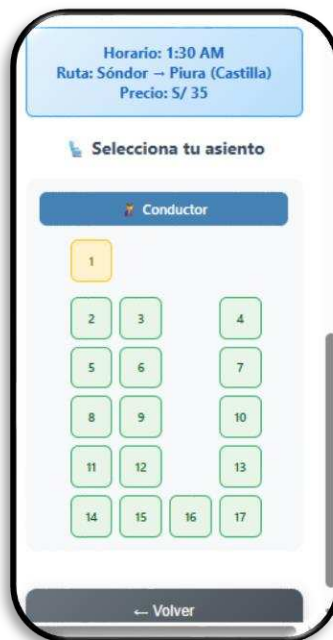 Horario: 1:30 AM
Ruta: Sóndor → Piura (Castilla)
Precio: S/ 35
Selecciona tu asiento
Conductor
1
2 3 4
5 6 7
8 9 10
11 12 13
14 15 16 17
← Volver